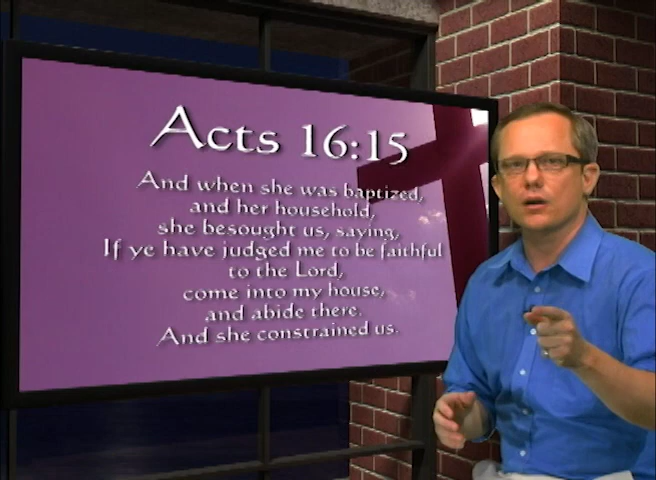 Acts 16:15
And when she was baptized,
and her household,
she besought us, saying,
If ye have judged me to be faithful
to the Lord,
come into my house,
and abide there.
And she constrained us.